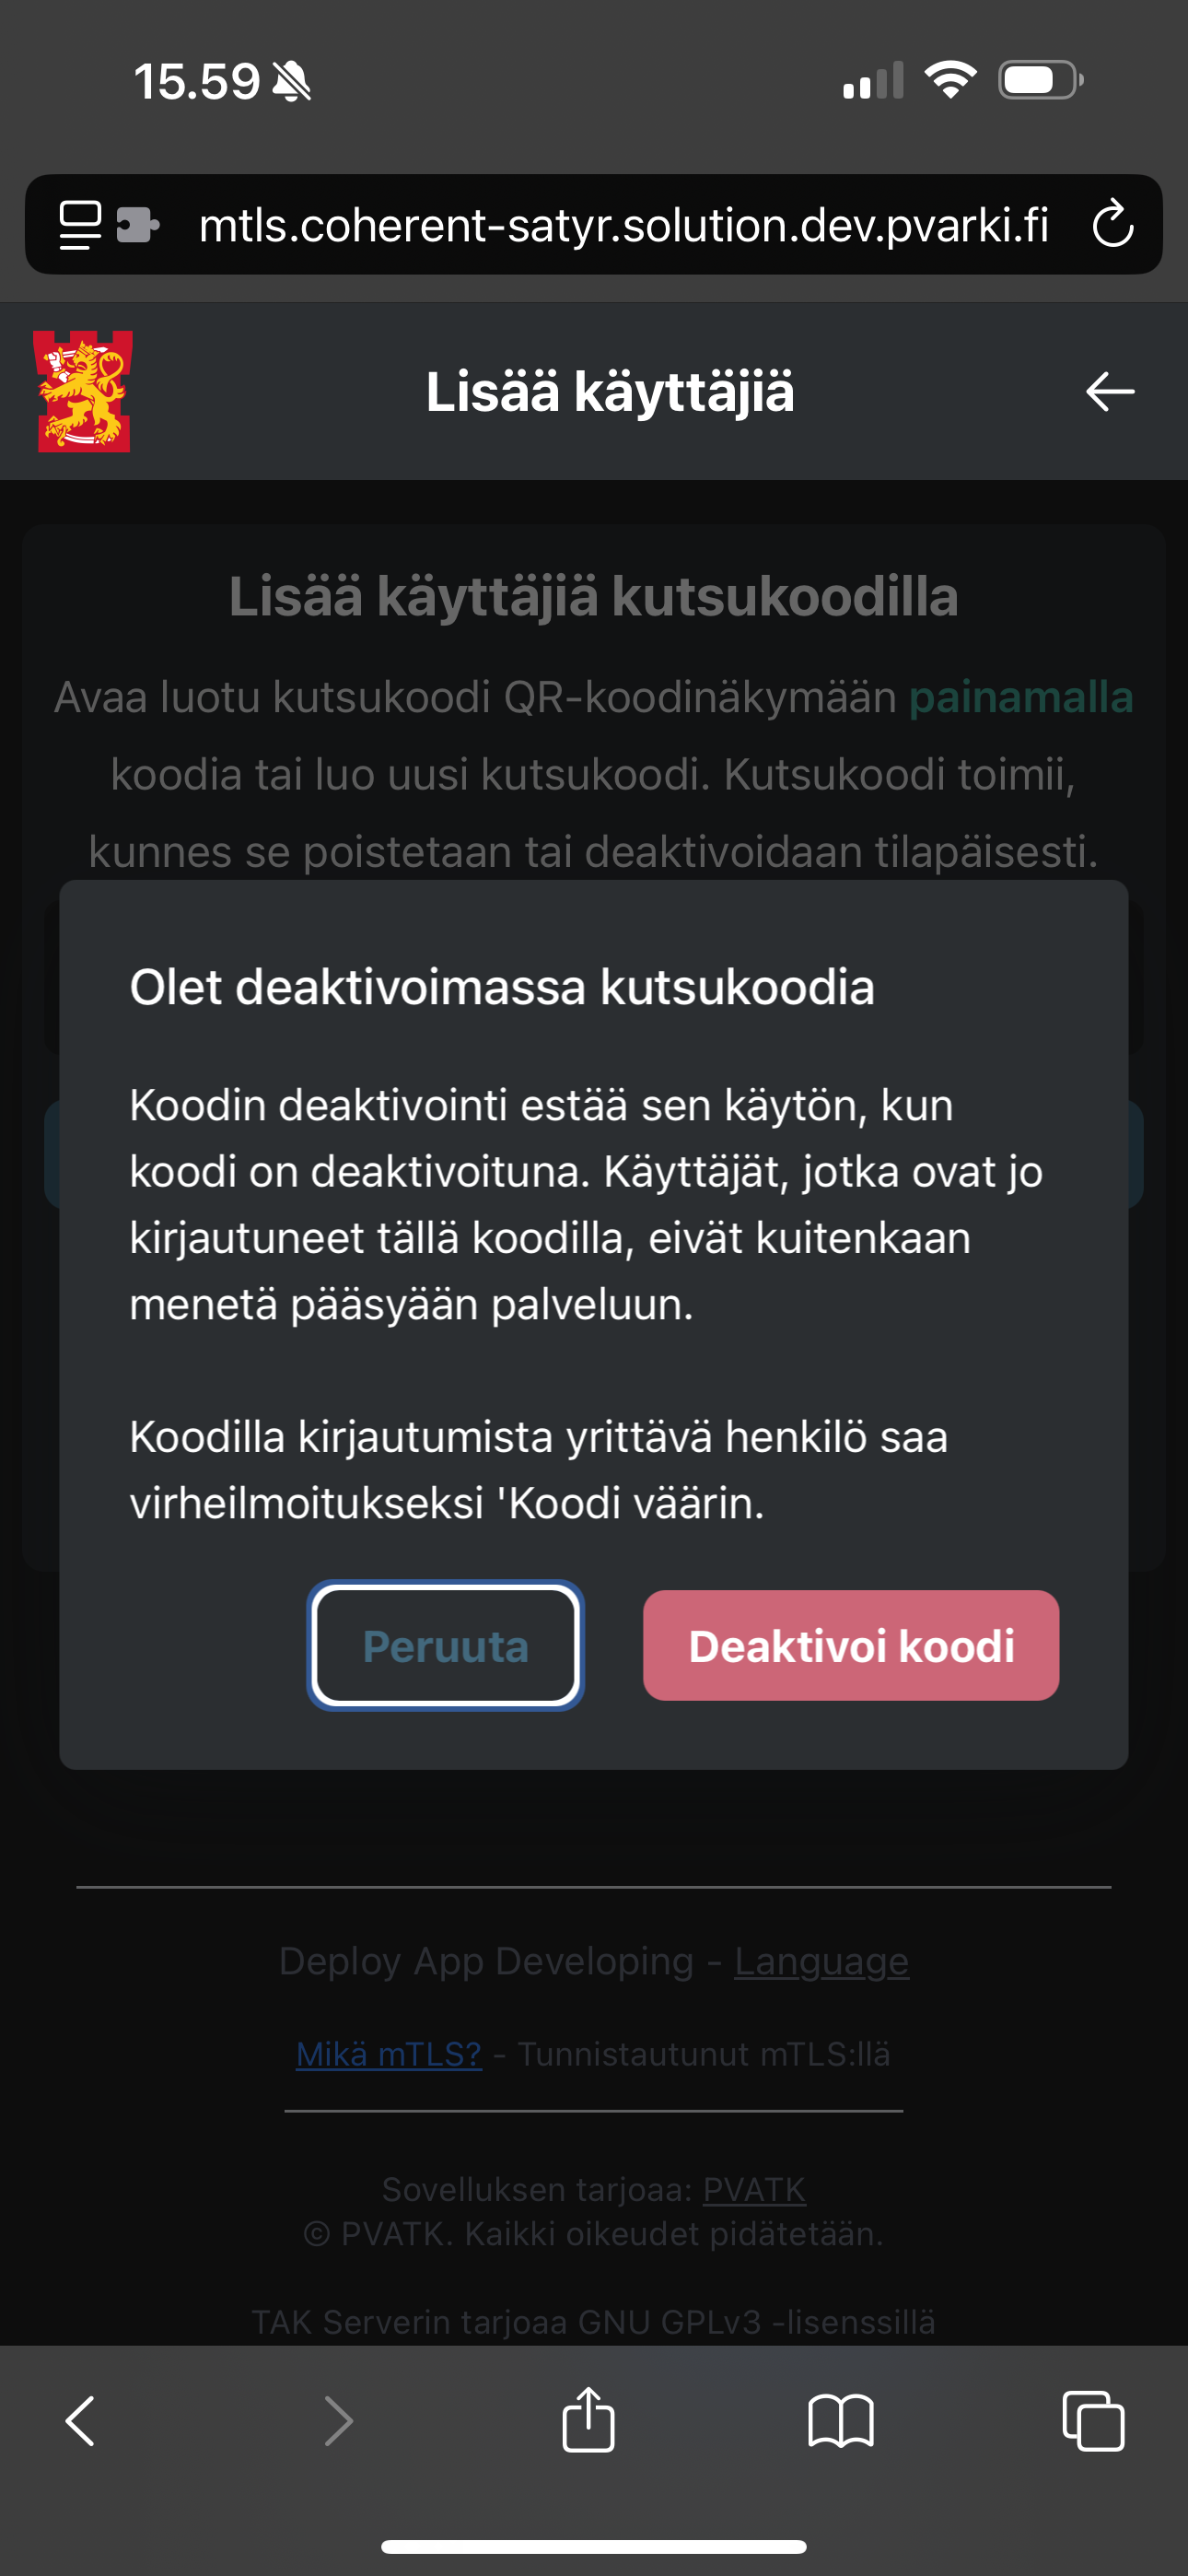 15.59
mtls.coherent-satyr.solution.dev.pvarki.fi
Lisää käyttäjiä
Lisää käyttäjiä kutsukoodilla
Avaa luotu kutsukoodi QR-koodinäkymään painamalla
koodia tai luo uusi kutsukoodi. Kutsukoodi toimii,
kunnes se poistetaan tai deaktivoidaan tilapäisesti.
Olet deaktivoimassa kutsukoodia
Koodin deaktivointi estää sen käytön, kun
koodi on deaktivoituna. Käyttäjät, jotka ovat jo
kirjautuneet tällä koodilla, eivät kuitenkaan
menetä pääsyään palveluun.
Koodilla kirjautumista yrittävä henkilö saa
virheilmoitukseksi 'Koodi väärin.
Peruuta
Deaktivoi koodi
Deploy App Developing - Language
Mikä mTLS? - Tunnistautunut mTLS:llä
Sovelluksen tarjoaa: PVATK
© PVATK. Kaikki oikeudet pidätetään.
TAK Serverin tarjoaa GNU GPLv3 -lisenssillä